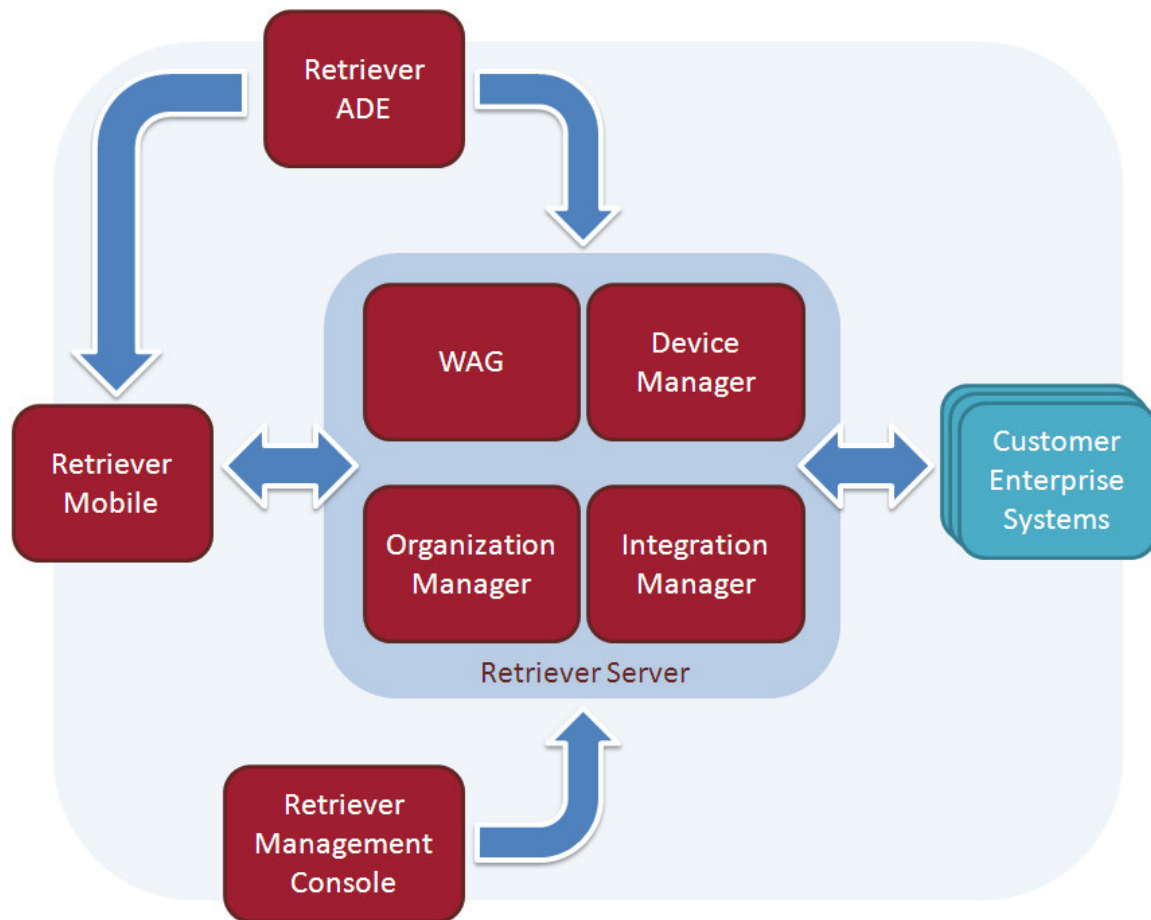 Retriever
ADE
WAG
Device
Manager
Retriever
Mobile
Customer
Enterprise
Systems
Organization
Manager
Integration
Manager
Retriever Server
Retriever
Management
Console